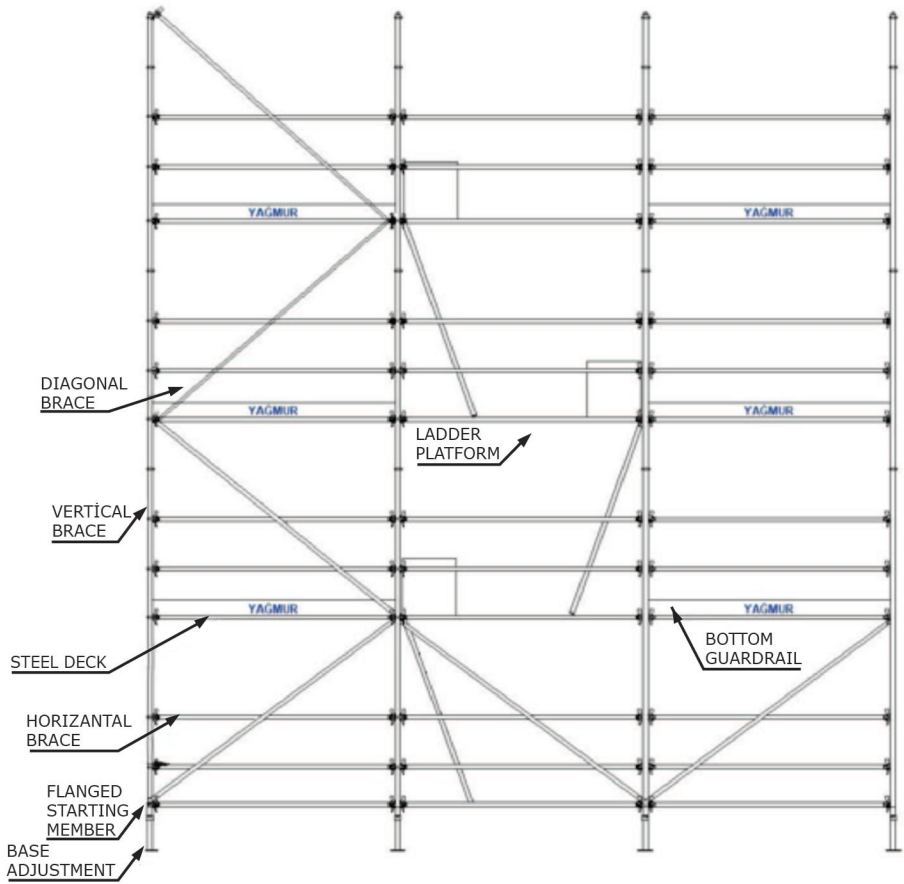 YAĞMUR
YAĞMUR
DIAGONAL
BRACE
YAĞMUR
YAĞMUR
LADDER
PLATFORM
VERTİCAL
BRACE
YAĞMUR
YAĞMUR
STEEL DECK
BOTTOM
GUARDRAIL
HORIZANTAL
BRACE
FLANGED
STARTING
MEMBER
BASE
ADJUSTMENT